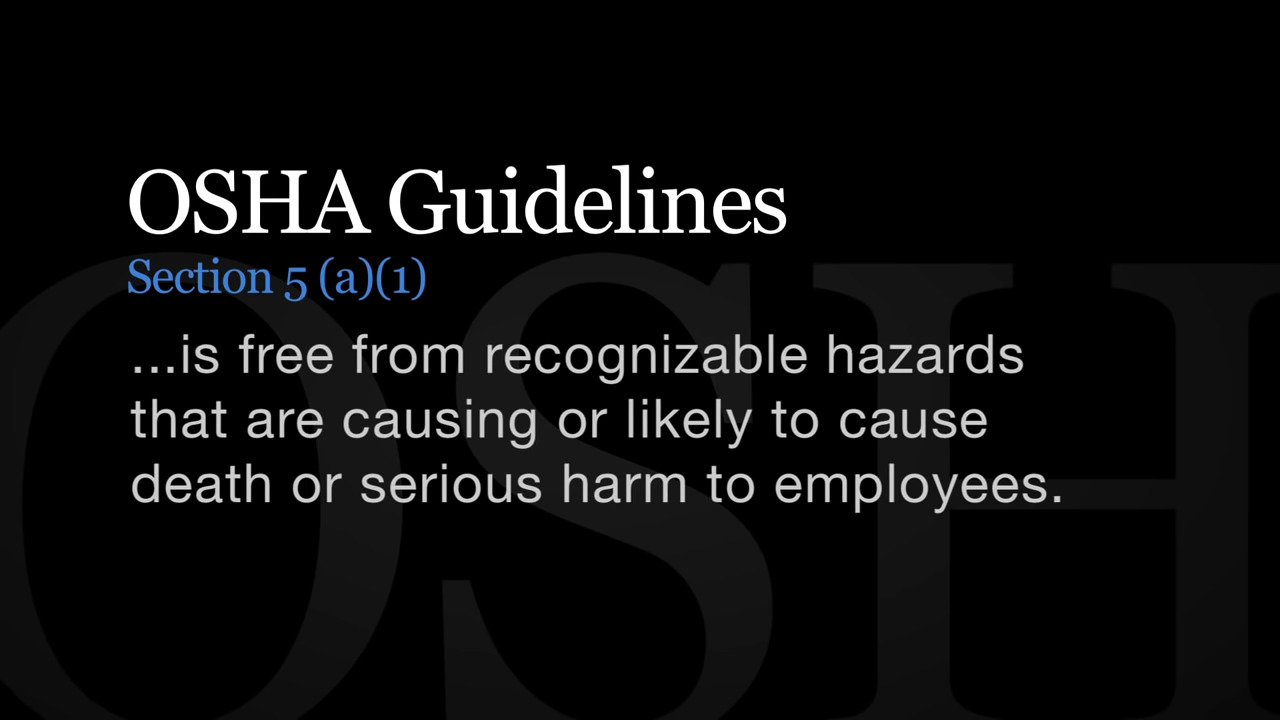 OSHA Guidelines
Section 5 (a)(1)
...is free from recognizable hazards
that are causing or likely to cause
death or serious harm to employees.
OSH